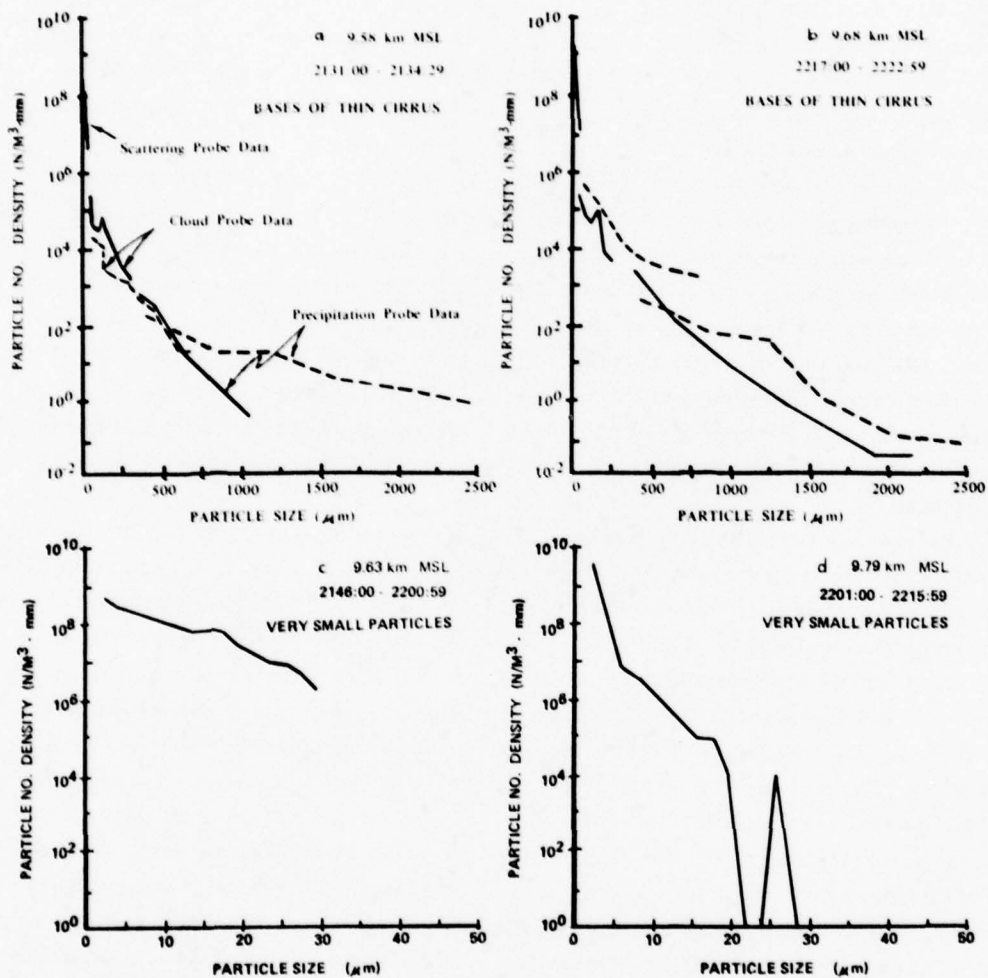 10^10
10^8
10^6
10^4
10^2
10^0
10^-2
PARTICLE NO. DENSITY (N/M^3-mm)
a 9.58 km MSL
2131:00 - 2134:29
BASES OF THIN CIRRUS
Scattering Probe Data
Cloud Probe Data
Precipitation Probe Data
0 500 1000 1500 2000 2500
PARTICLE SIZE (μm)
10^10
10^8
10^6
10^4
10^2
10^0
10^-2
PARTICLE NO. DENSITY (N/M^3-mm)
b 9.68 km MSL
2217:00 - 2222:59
BASES OF THIN CIRRUS
0 500 1000 1500 2000 2500
PARTICLE SIZE (μm)
10^10
10^8
10^6
10^4
10^2
10^0
PARTICLE NO. DENSITY (N/M^3 · mm)
c 9.63 km MSL
2146:00 - 2200:59
VERY SMALL PARTICLES
0 10 20 30 40 50
PARTICLE SIZE (μm)
10^10
10^8
10^6
10^4
10^2
10^0
PARTICLE NO. DENSITY (N/M^3 · mm)
d 9.79 km MSL
2201:00 - 2215:59
VERY SMALL PARTICLES
0 10 20 30 40 50
PARTICLE SIZE (μm)